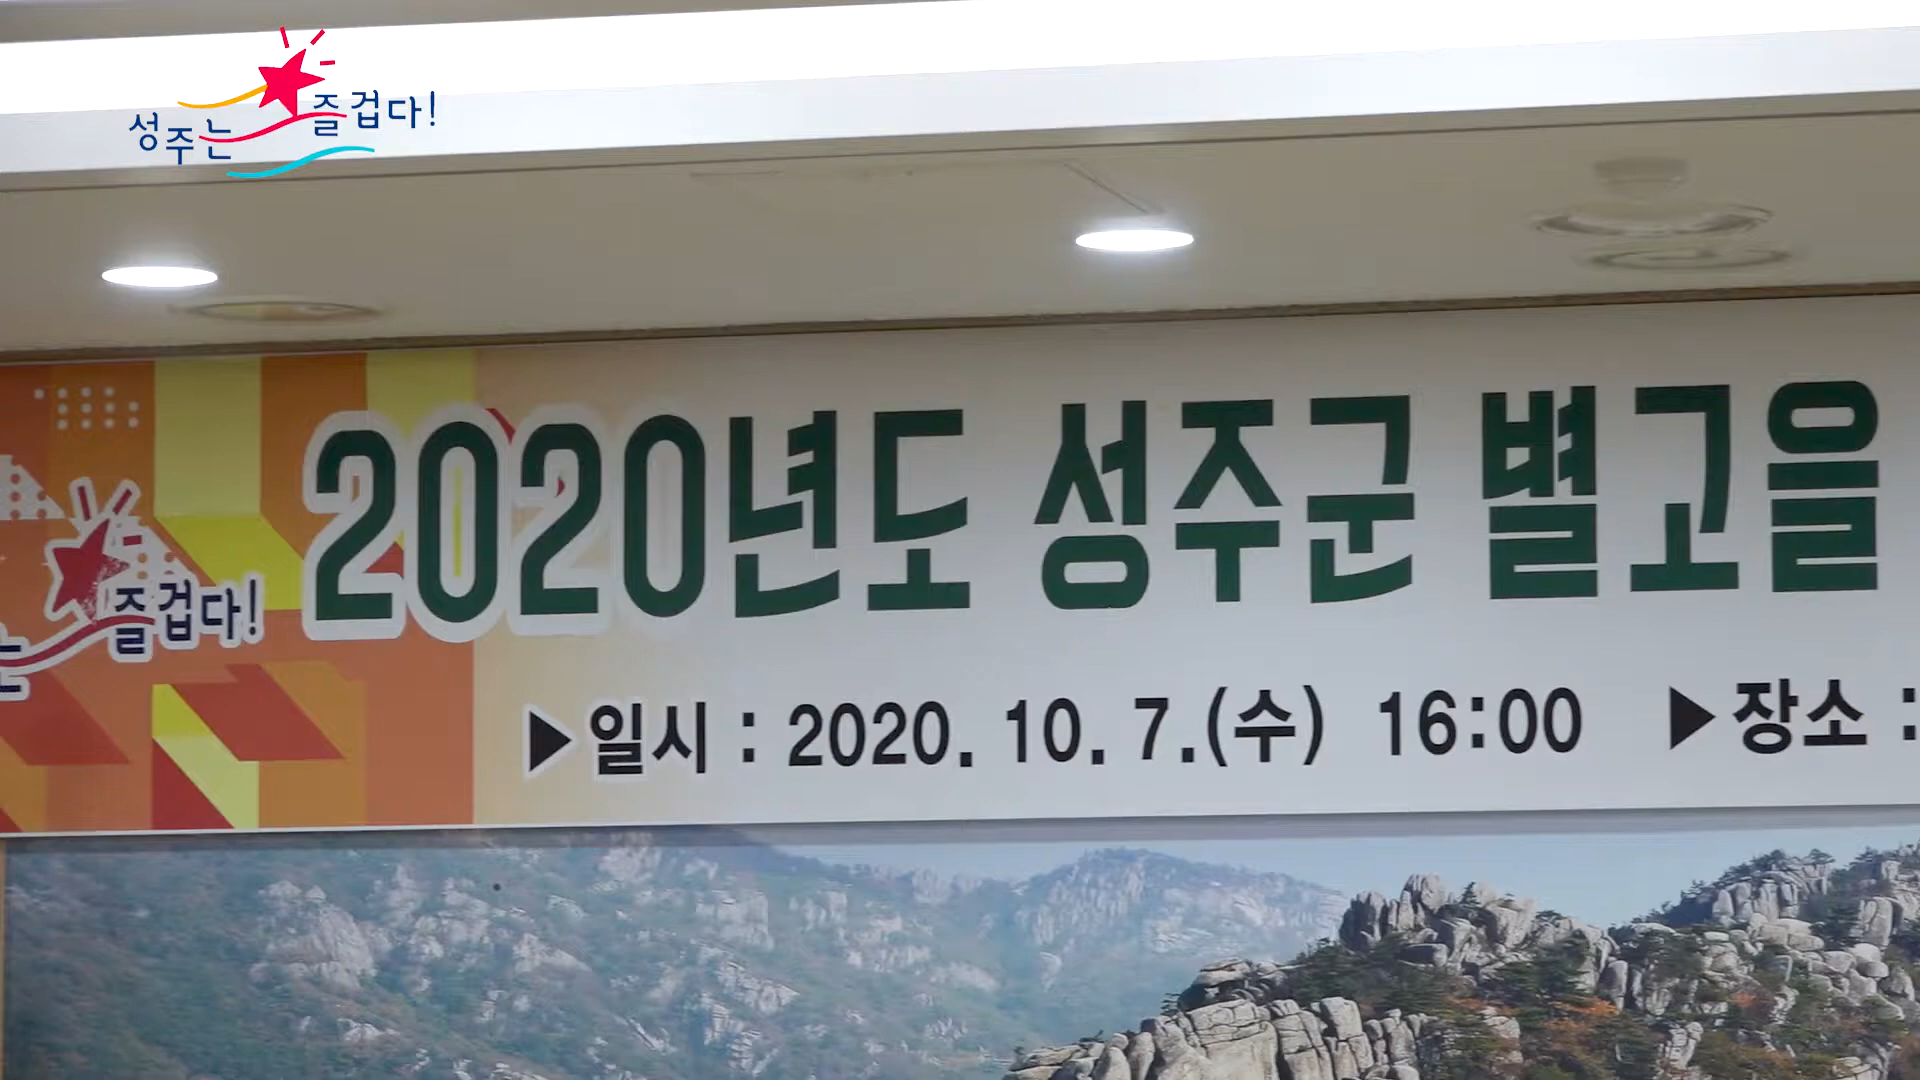 성주는 즐겁다!
2020년도 성주군 별고을
는 즐겁다!
▶일시 : 2020. 10. 7.(수) 16:00 ▶장소 :